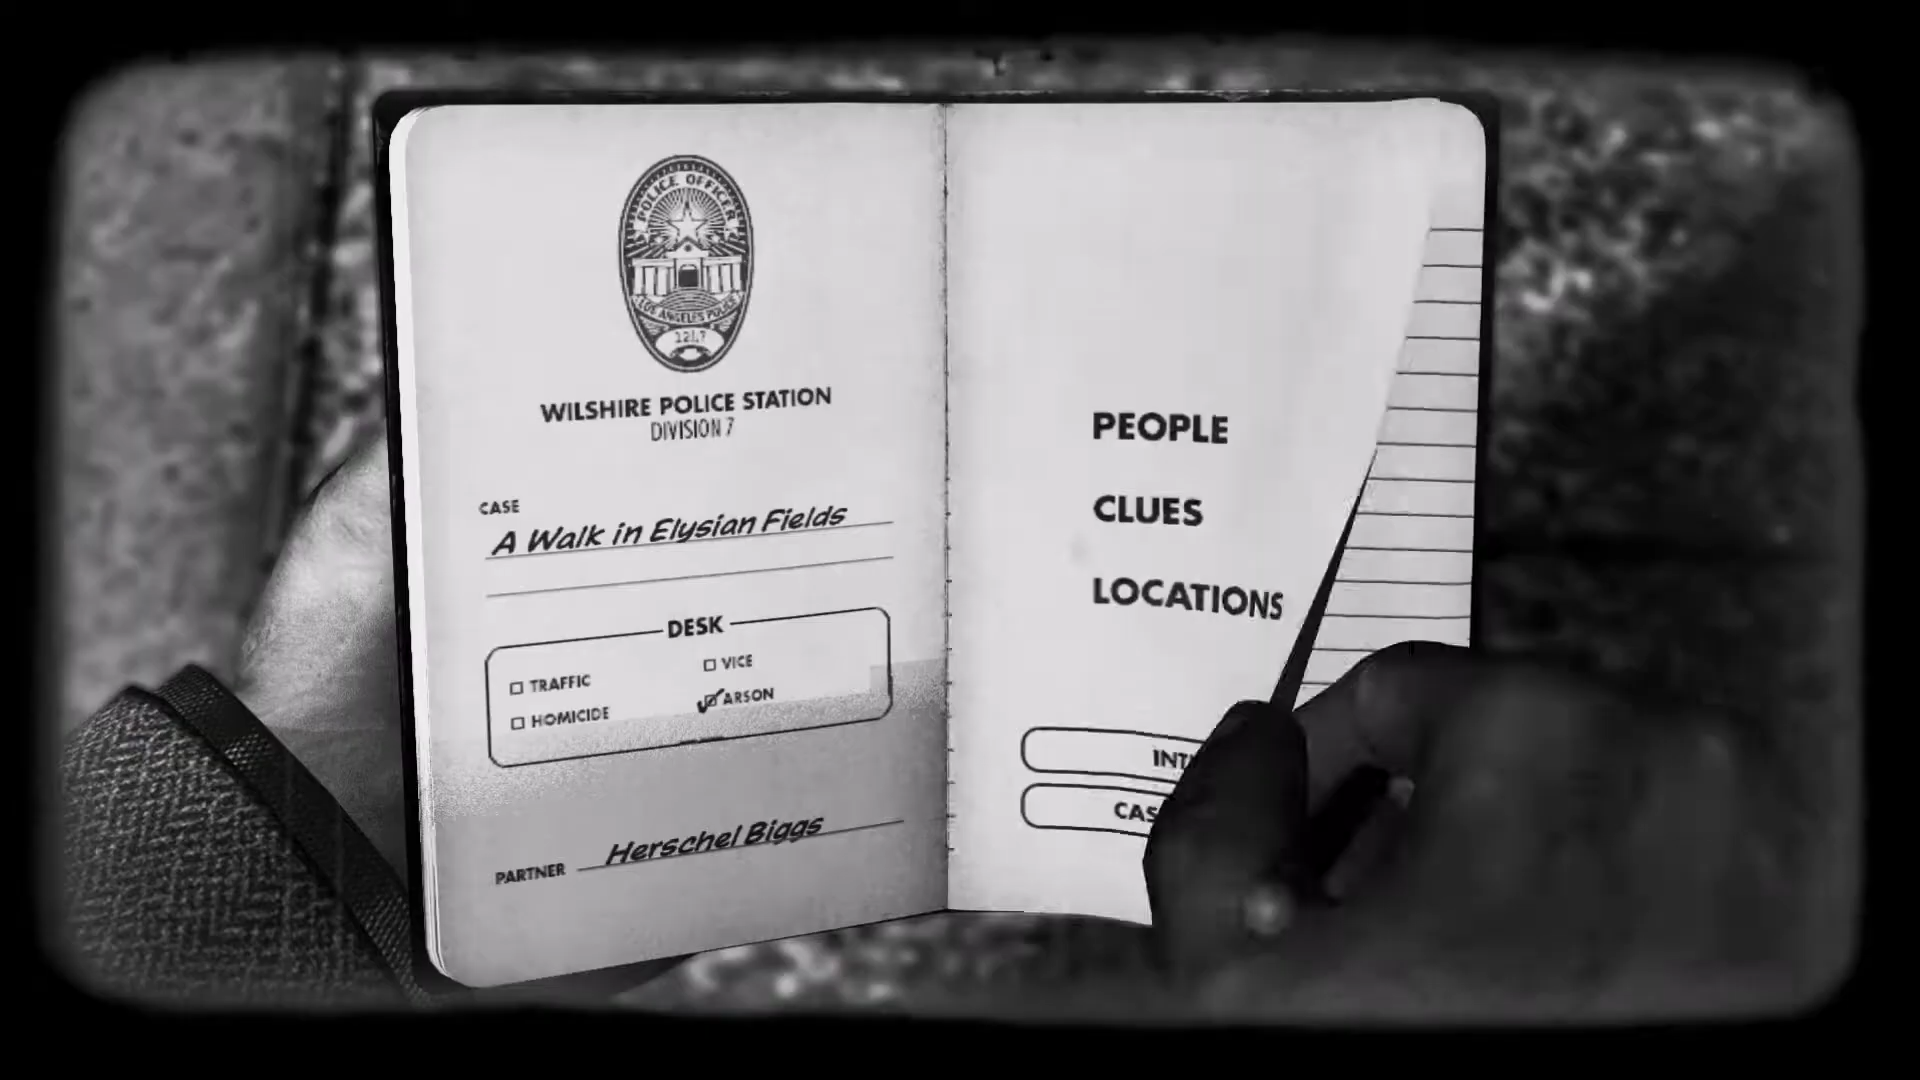 POLICE OFFICER
LOS ANGELES POLICE
WILSHIRE POLICE STATION
DIVISION 7
CASE
A Walk in Elysian Fields
DESK
TRAFFIC
VICE
HOMICIDE
ARSON
PARTNER Herschel Biggs
PEOPLE
CLUES
LOCATIONS